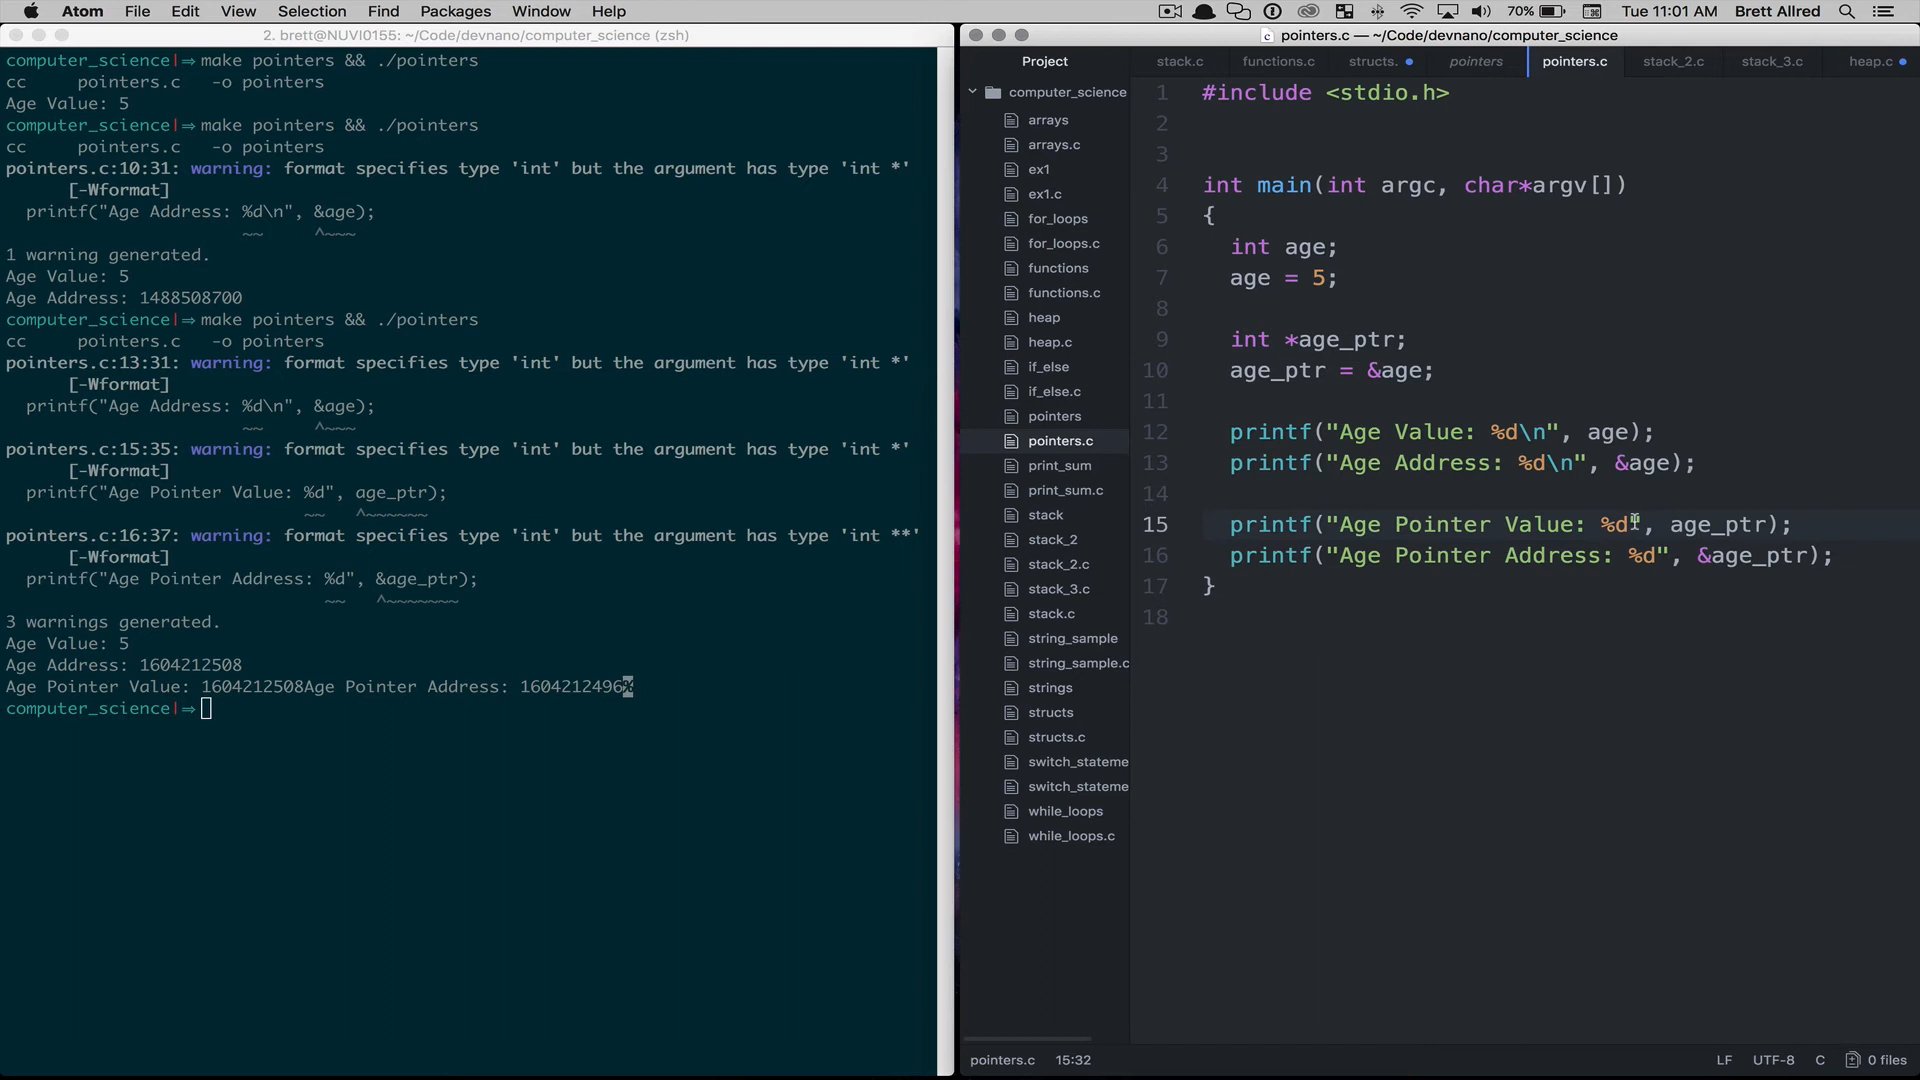 Atom File Edit View Selection Find Packages Window Help 70% Tue 11:01 AM Brett Allred
2. brett@NUVI0155: ~/Code/devnano/computer_science (zsh)
computer_science|⇒ make pointers && ./pointers
cc     pointers.c   -o pointers
Age Value: 5
computer_science|⇒ make pointers && ./pointers
cc     pointers.c   -o pointers
pointers.c:10:31: warning: format specifies type 'int' but the argument has type 'int *'
      [-Wformat]
  printf("Age Address: %d\n", &age);
                       ~~     ^~~~
1 warning generated.
Age Value: 5
Age Address: 1488508700
computer_science|⇒ make pointers && ./pointers
cc     pointers.c   -o pointers
pointers.c:13:31: warning: format specifies type 'int' but the argument has type 'int *'
      [-Wformat]
  printf("Age Address: %d\n", &age);
                       ~~     ^~~~
pointers.c:15:35: warning: format specifies type 'int' but the argument has type 'int *'
      [-Wformat]
  printf("Age Pointer Value: %d", age_ptr);
                             ~~   ^~~~~~~
pointers.c:16:37: warning: format specifies type 'int' but the argument has type 'int **'
      [-Wformat]
  printf("Age Pointer Address: %d", &age_ptr);
                               ~~   ^~~~~~~~
3 warnings generated.
Age Value: 5
Age Address: 1604212508
Age Pointer Value: 1604212508Age Pointer Address: 1604212496%
computer_science|⇒
pointers.c — ~/Code/devnano/computer_science
Project
computer_science
arrays
arrays.c
ex1
ex1.c
for_loops
for_loops.c
functions
functions.c
heap
heap.c
if_else
if_else.c
pointers
pointers.c
print_sum
print_sum.c
stack
stack_2
stack_2.c
stack_3.c
stack.c
string_sample
string_sample.c
strings
structs
structs.c
switch_stateme
switch_stateme
while_loops
while_loops.c
stack.c functions.c structs. pointers pointers.c stack_2.c stack_3.c heap.c
1 #include <stdio.h>
2
3
4 int main(int argc, char*argv[])
5 {
6   int age;
7   age = 5;
8
9   int *age_ptr;
10   age_ptr = &age;
11
12   printf("Age Value: %d\n", age);
13   printf("Age Address: %d\n", &age);
14
15   printf("Age Pointer Value: %d", age_ptr);
16   printf("Age Pointer Address: %d", &age_ptr);
17 }
18
pointers.c 15:32 LF UTF-8 C 0 files